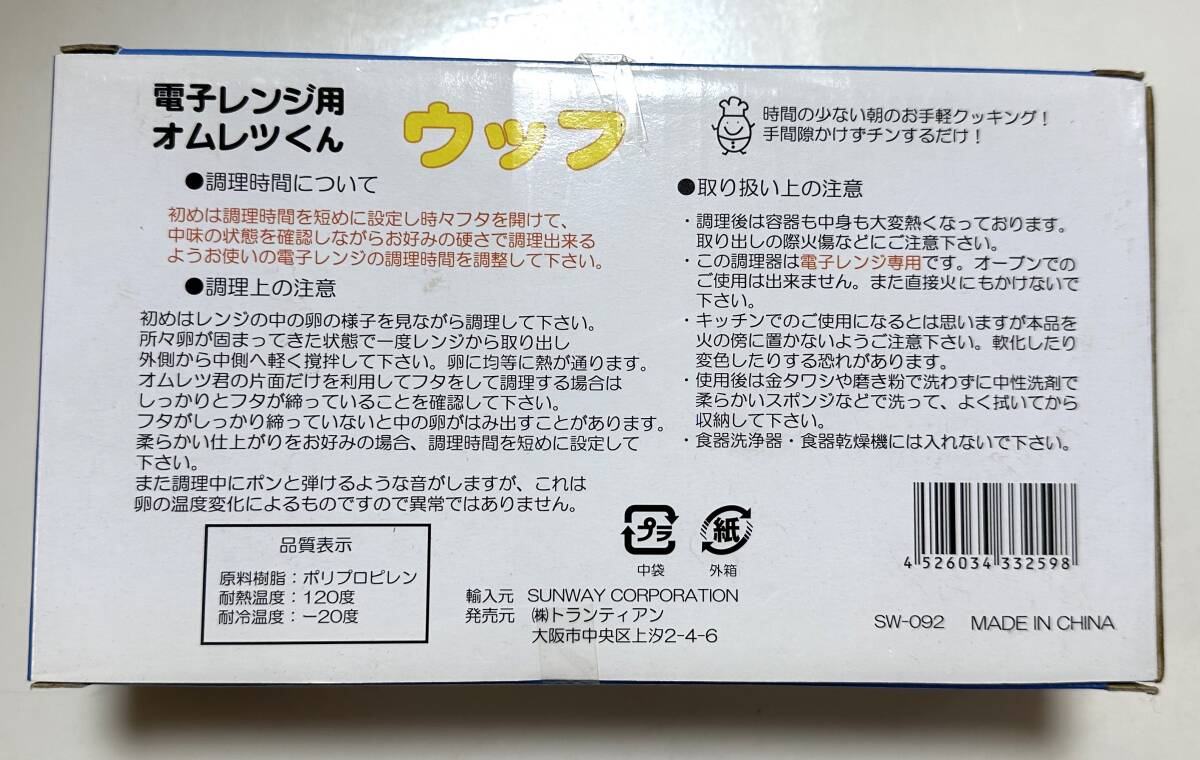 電子レンジ用
オムレツくん
ウッフ
時間の少ない朝のお手軽クッキング！
手間隙かけずチンするだけ！
●調理時間について
初めは調理時間を短めに設定し時々フタを開けて、
中味の状態を確認しながらお好みの硬さで調理出来る
ようお使いの電子レンジの調理時間を調整して下さい。
●調理上の注意
初めはレンジの中の卵の様子を見ながら調理して下さい。
所々卵が固まってきた状態で一度レンジから取り出し
外側から中側へ軽く撹拌して下さい。卵に均等に熱が通ります。
オムレツ君の片面だけを利用してフタをして調理する場合は
しっかりとフタが締っていることを確認して下さい。
フタがしっかり締っていないと中の卵がはみ出すことがあります。
柔らかい仕上がりをお好みの場合、調理時間を短めに設定して
下さい。
また調理中にポンと弾けるような音がしますが、これは
卵の温度変化によるものですので異常ではありません。
●取り扱い上の注意
・調理後は容器も中身も大変熱くなっております。
取り出しの際火傷などにご注意下さい。
・この調理器は電子レンジ専用です。オーブンでの
ご使用は出来ません。また直接火にもかけないで
下さい。
・キッチンでのご使用になるとは思いますが本品を
火の傍に置かないようご注意下さい。軟化したり
変色したりする恐れがあります。
・使用後は金タワシや磨き粉で洗わずに中性洗剤で
柔らかいスポンジなどで洗って、よく拭いてから
収納して下さい。
・食器洗浄器・食器乾燥機には入れないで下さい。
品質表示
原料樹脂：ポリプロピレン
耐熱温度：120度
耐冷温度：−20度
プラ
中袋
紙
外箱
輸入元 SUNWAY CORPORATION
発売元 ㈱トランティアン
大阪市中央区上汐2-4-6
4 526034 332598
SW-092 MADE IN CHINA